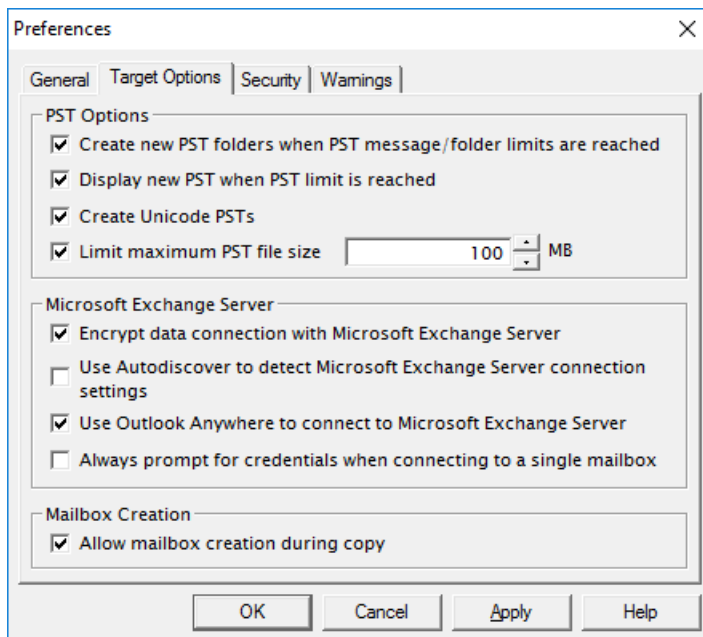 Preferences
General
Target Options
Security
Warnings
PST Options
Create new PST folders when PST message/folder limits are reached
Display new PST when PST limit is reached
Create Unicode PSTs
Limit maximum PST file size 100 MB
Microsoft Exchange Server
Encrypt data connection with Microsoft Exchange Server
Use Autodiscover to detect Microsoft Exchange Server connection
settings
Use Outlook Anywhere to connect to Microsoft Exchange Server
Always prompt for credentials when connecting to a single mailbox
Mailbox Creation
Allow mailbox creation during copy
OK
Cancel
Apply
Help